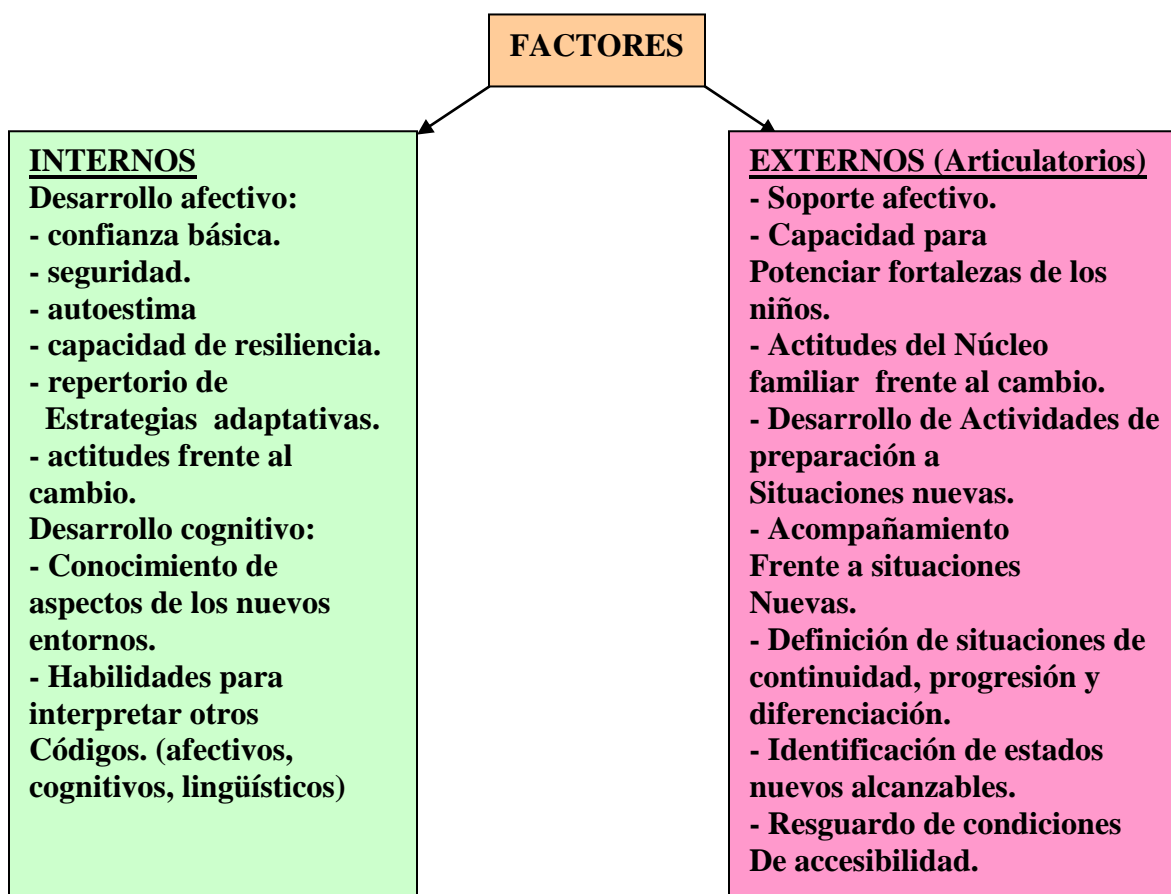 FACTORES
INTERNOS
Desarrollo afectivo:
- confianza básica.
- seguridad.
- autoestima
- capacidad de resiliencia.
- repertorio de
Estrategias adaptativas.
- actitudes frente al
cambio.
Desarrollo cognitivo:
- Conocimiento de
aspectos de los nuevos
entornos.
- Habilidades para
interpretar otros
Códigos. (afectivos,
cognitivos, lingüísticos)
EXTERNOS (Articulatorios)
- Soporte afectivo.
- Capacidad para
Potenciar fortalezas de los
niños.
- Actitudes del Núcleo
familiar frente al cambio.
- Desarrollo de Actividades de
preparación a
Situaciones nuevas.
- Acompañamiento
Frente a situaciones
Nuevas.
- Definición de situaciones de
continuidad, progresión y
diferenciación.
- Identificación de estados
nuevos alcanzables.
- Resguardo de condiciones
De accesibilidad.